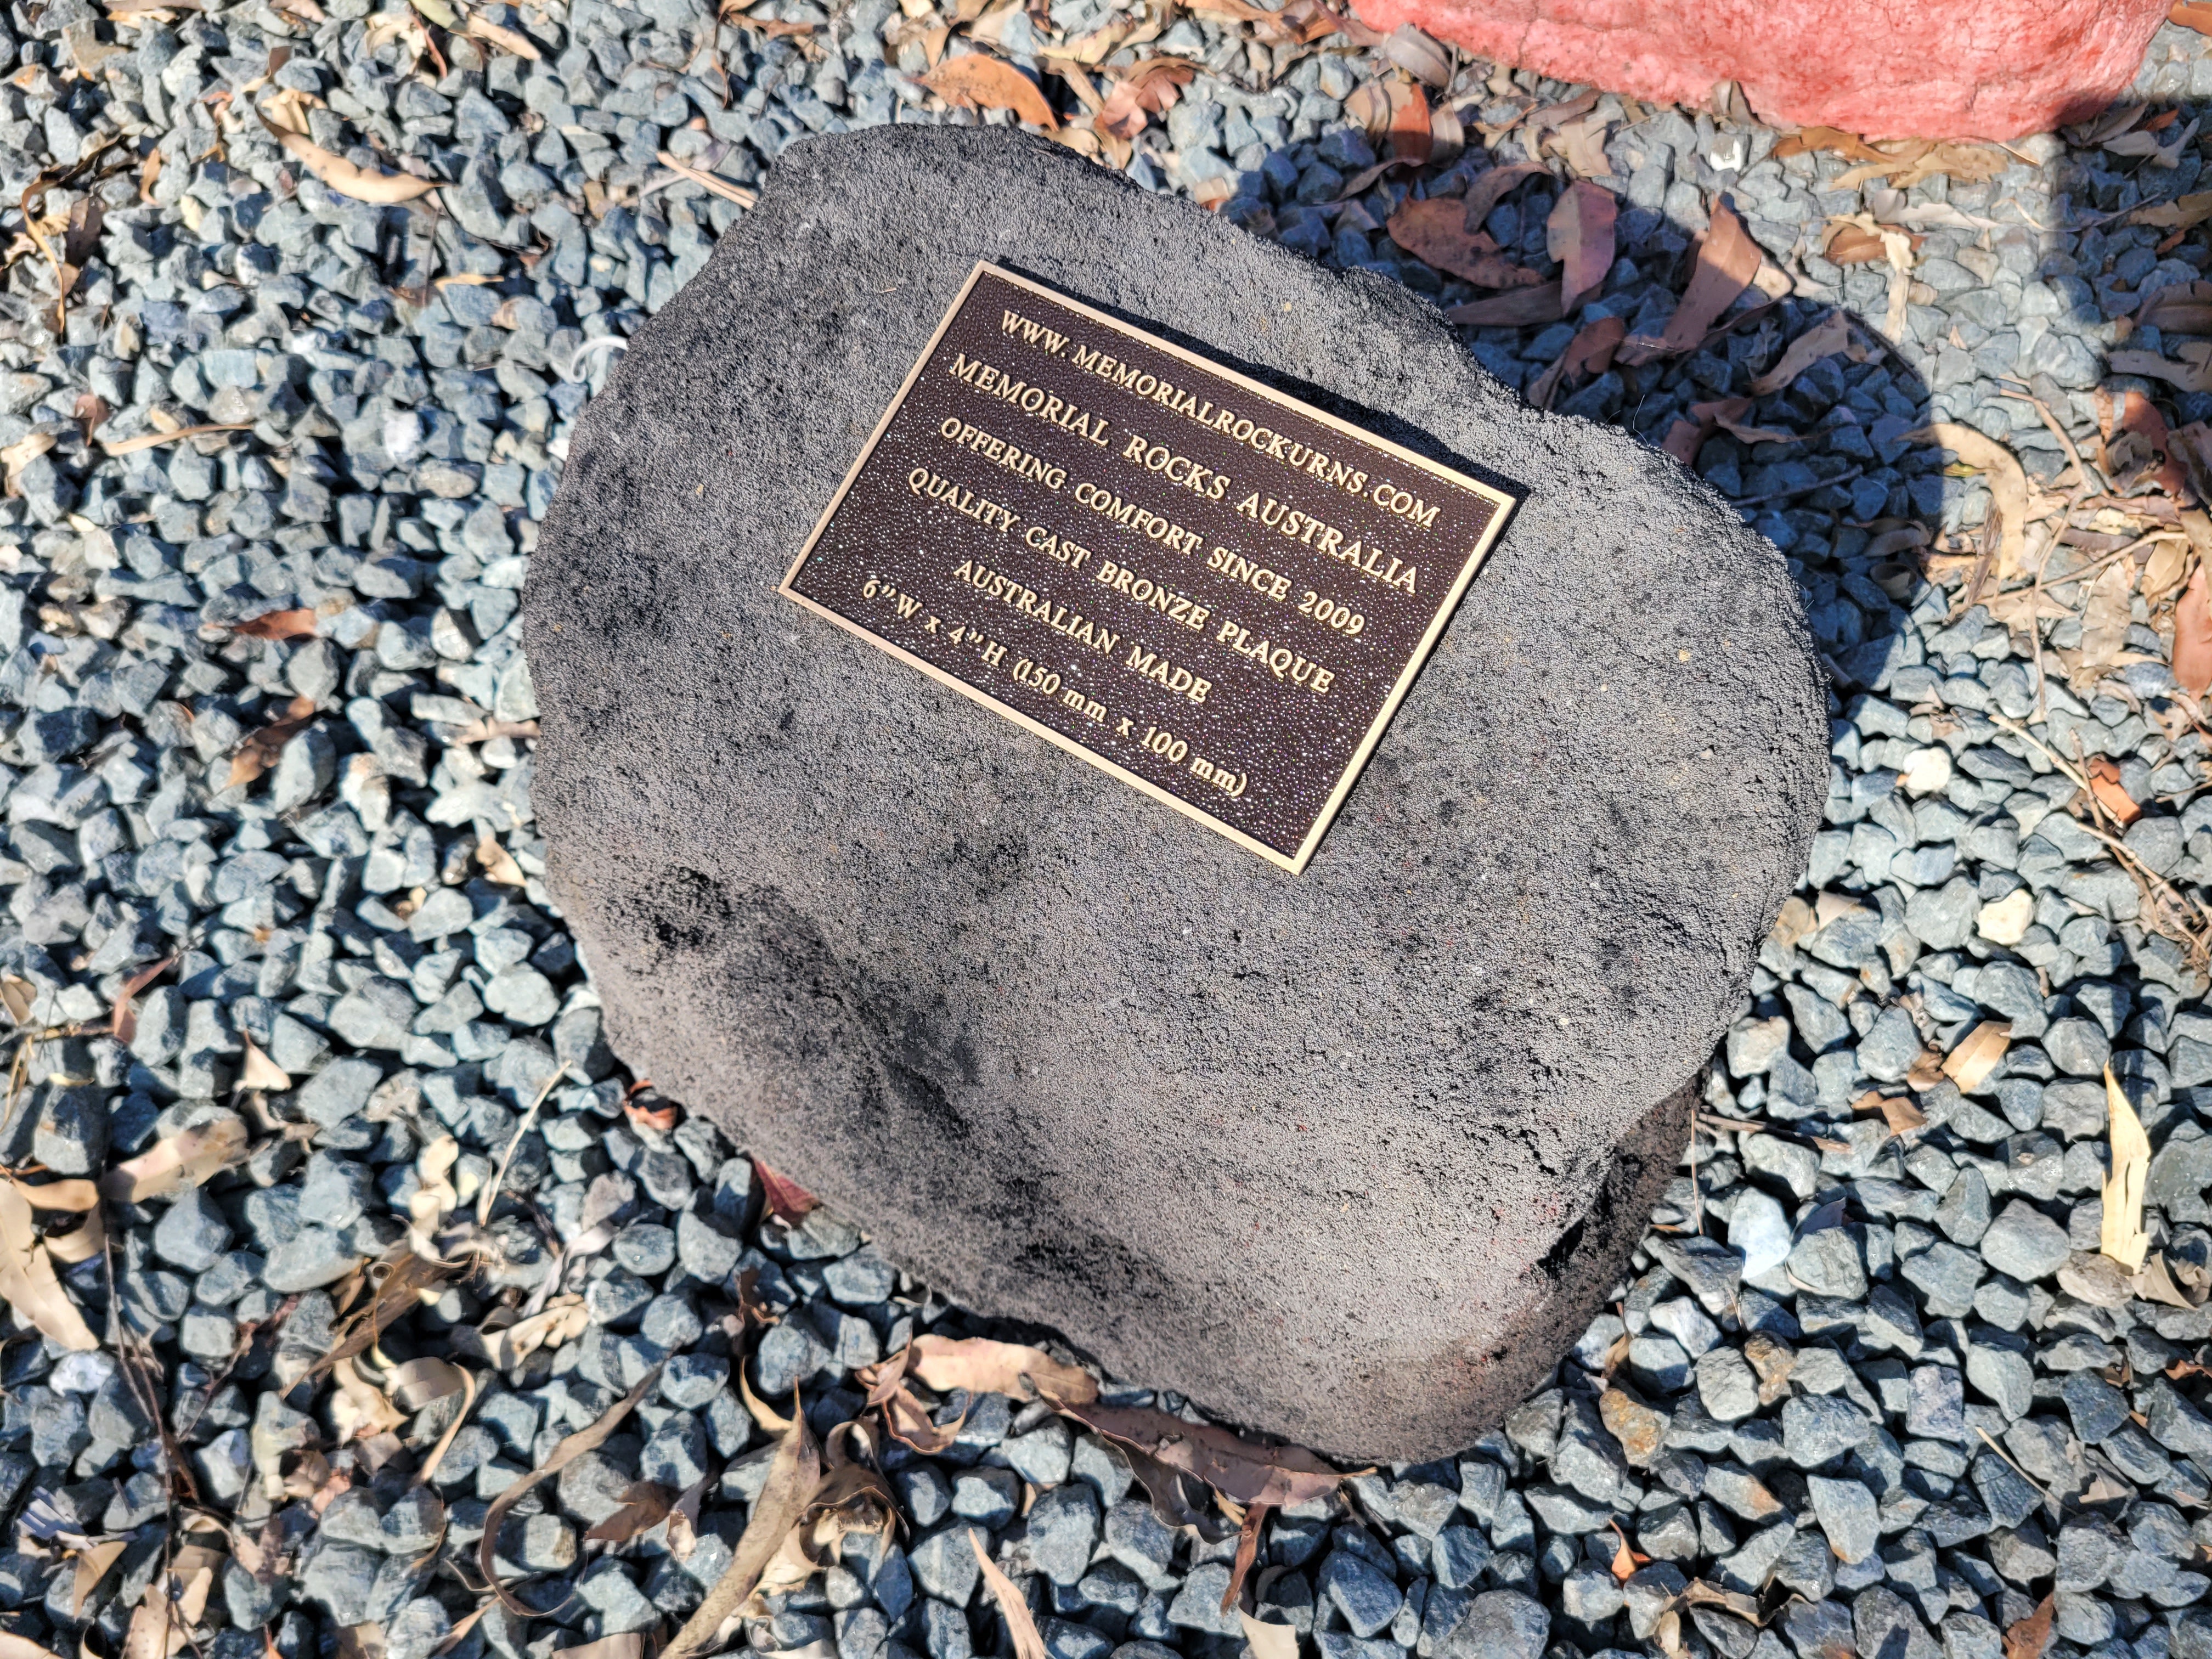 WWW.MEMORIALROCKURNS.COM
MEMORIAL ROCKS AUSTRALIA
OFFERING COMFORT SINCE 2009
QUALITY CAST BRONZE PLAQUE
AUSTRALIAN MADE
6”W x 4”H (150 mm x 100 mm)